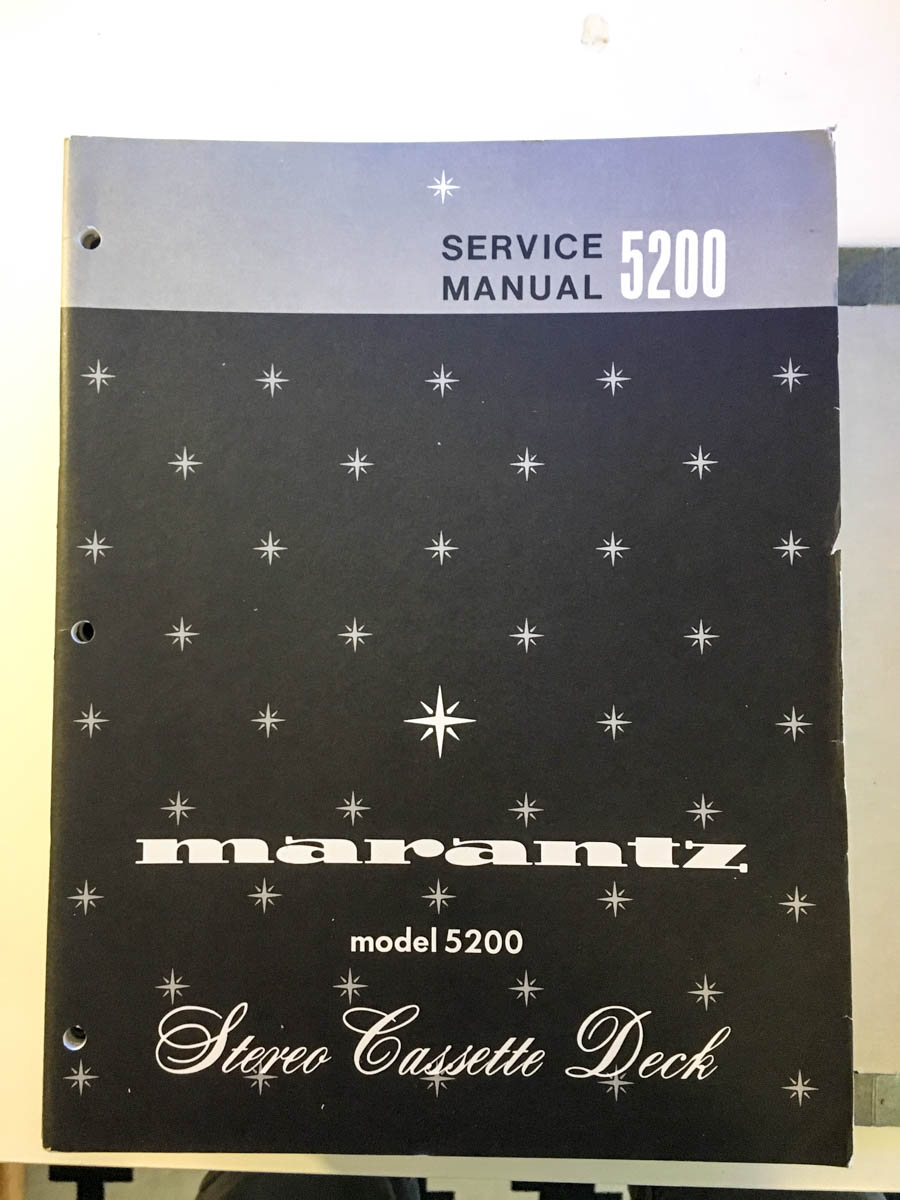 SERVICE
MANUAL 5200
marantz
model 5200
Stereo Cassette Deck